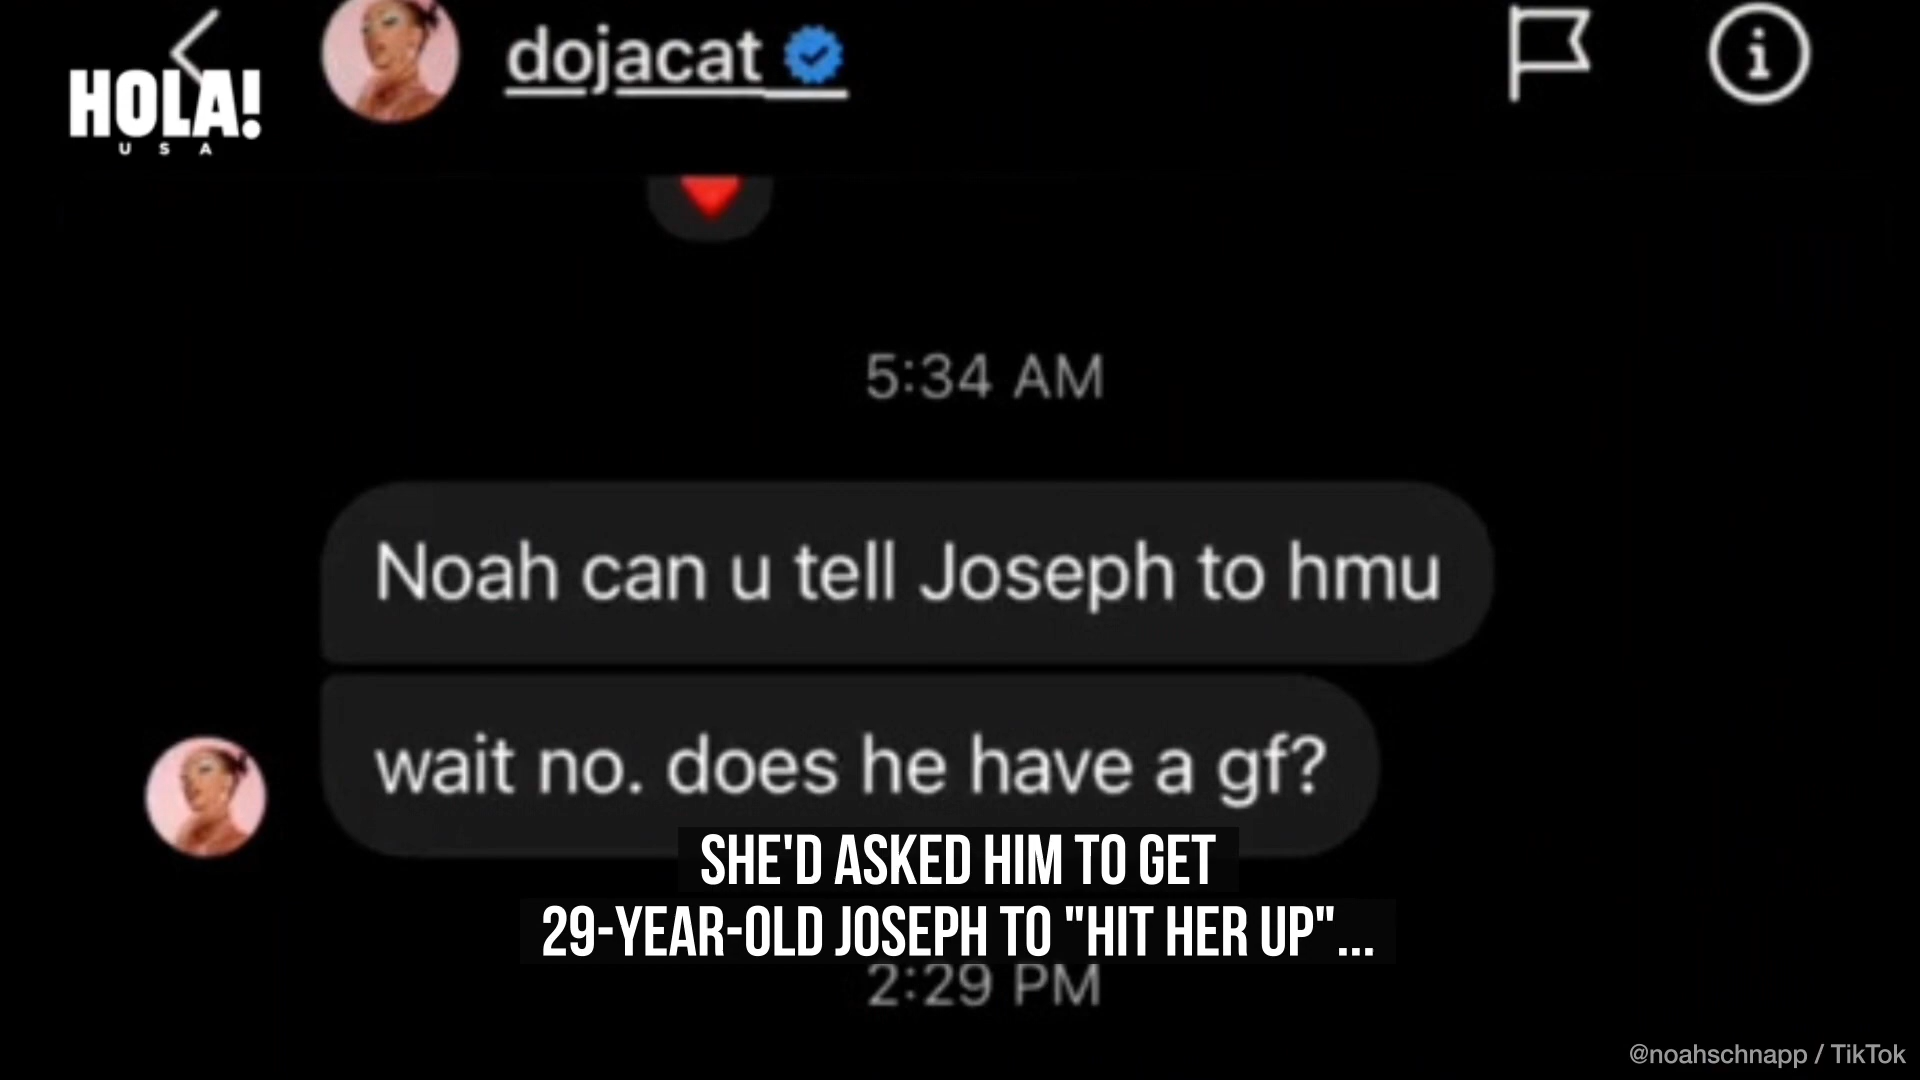 dojacat
HOLA!
USA
5:34 AM
Noah can u tell Joseph to hmu
wait no. does he have a gf?
SHE'D ASKED HIM TO GET
29-YEAR-OLD JOSEPH TO "HIT HER UP"...
2:29 PM
@noahschnapp / TikTok